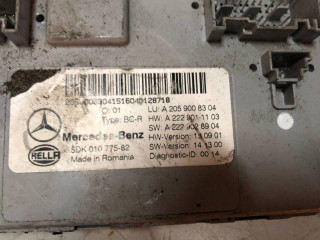 QI: 01
LU: A 205 900 83 04
Type: BC-R
HW: A 222 901 11 03
SW: A 222 902 89 04
Mercedes-Benz
HW-Version: 13 09 01
HELLA
5DK 010 775-82
SW-Version: 14 13 00
Made in Romania
Diagnostic-ID: 00 14